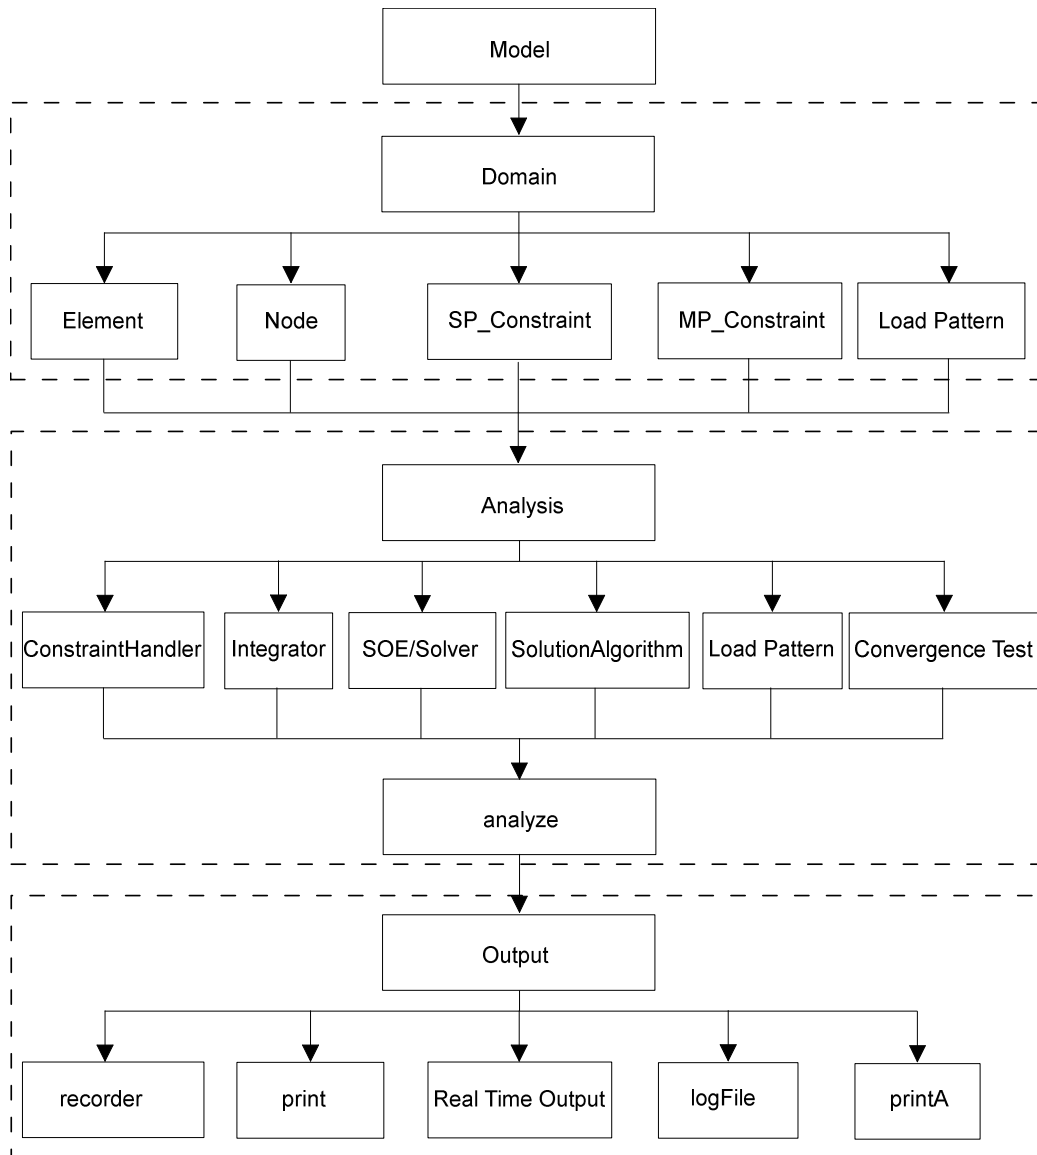 Model
Domain
Element
Node
SP_Constraint
MP_Constraint
Load Pattern
Analysis
ConstraintHandler
Integrator
SOE/Solver
SolutionAlgorithm
Load Pattern
Convergence Test
analyze
Output
recorder
print
Real Time Output
logFile
printA